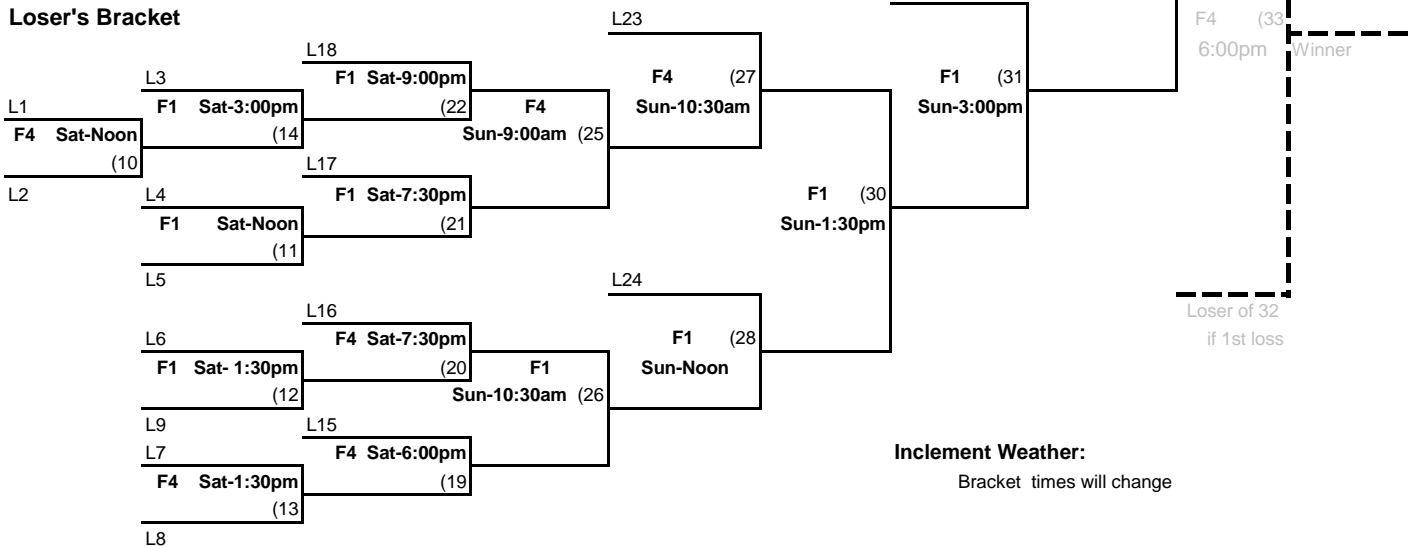 Loser's Bracket
L23
F4 (33
6:00pm Winner
L18
F1 Sat-9:00pm
(22
L3
F1 Sat-3:00pm
(14
L1
F4 Sat-Noon
(10
L2
F4
Sun-9:00am (25
F4 (27
Sun-10:30am
F1 (31
Sun-3:00pm
L17
F1 Sat-7:30pm
(21
L4
F1 Sat-Noon
(11
L5
F1 (30
Sun-1:30pm
L24
L16
F4 Sat-7:30pm
(20
L6
F1 Sat- 1:30pm
(12
L9
F1
Sun-10:30am (26
F1 (28
Sun-Noon
Loser of 32
if 1st loss
L15
F4 Sat-6:00pm
(19
L7
F4 Sat-1:30pm
(13
L8
Inclement Weather:
Bracket times will change